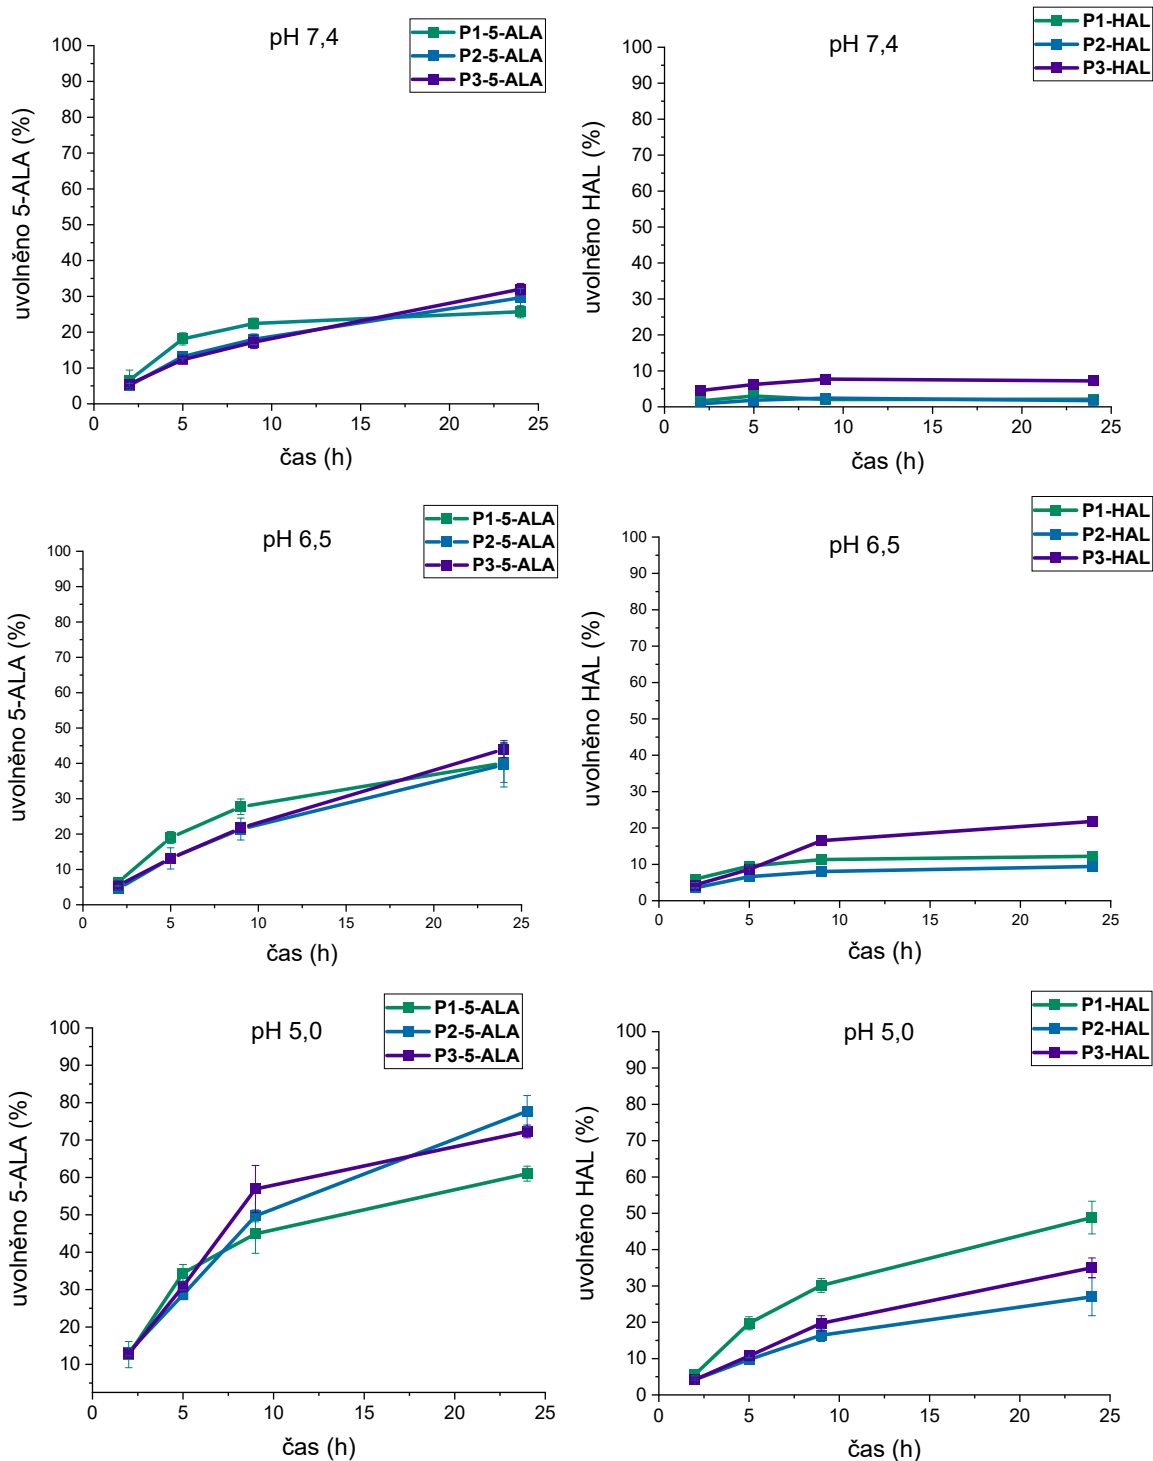 pH 7,4
P1-5-ALA
P2-5-ALA
P3-5-ALA
uvolněno 5-ALA (%)
100
90
80
70
60
50
40
30
20
10
0
0 5 10 15 20 25
čas (h)
pH 7,4
P1-HAL
P2-HAL
P3-HAL
uvolněno HAL (%)
100
90
80
70
60
50
40
30
20
10
0
0 5 10 15 20 25
čas (h)
pH 6,5
P1-5-ALA
P2-5-ALA
P3-5-ALA
uvolněno 5-ALA (%)
100
90
80
70
60
50
40
30
20
10
0
0 5 10 15 20 25
čas (h)
pH 6,5
P1-HAL
P2-HAL
P3-HAL
uvolněno HAL (%)
100
90
80
70
60
50
40
30
20
10
0
0 5 10 15 20 25
čas (h)
pH 5,0
P1-5-ALA
P2-5-ALA
P3-5-ALA
uvolněno 5-ALA (%)
100
90
80
70
60
50
40
30
20
10
0 5 10 15 20 25
čas (h)
pH 5,0
P1-HAL
P2-HAL
P3-HAL
uvolněno HAL (%)
100
90
80
70
60
50
40
30
20
10
0
0 5 10 15 20 25
čas (h)